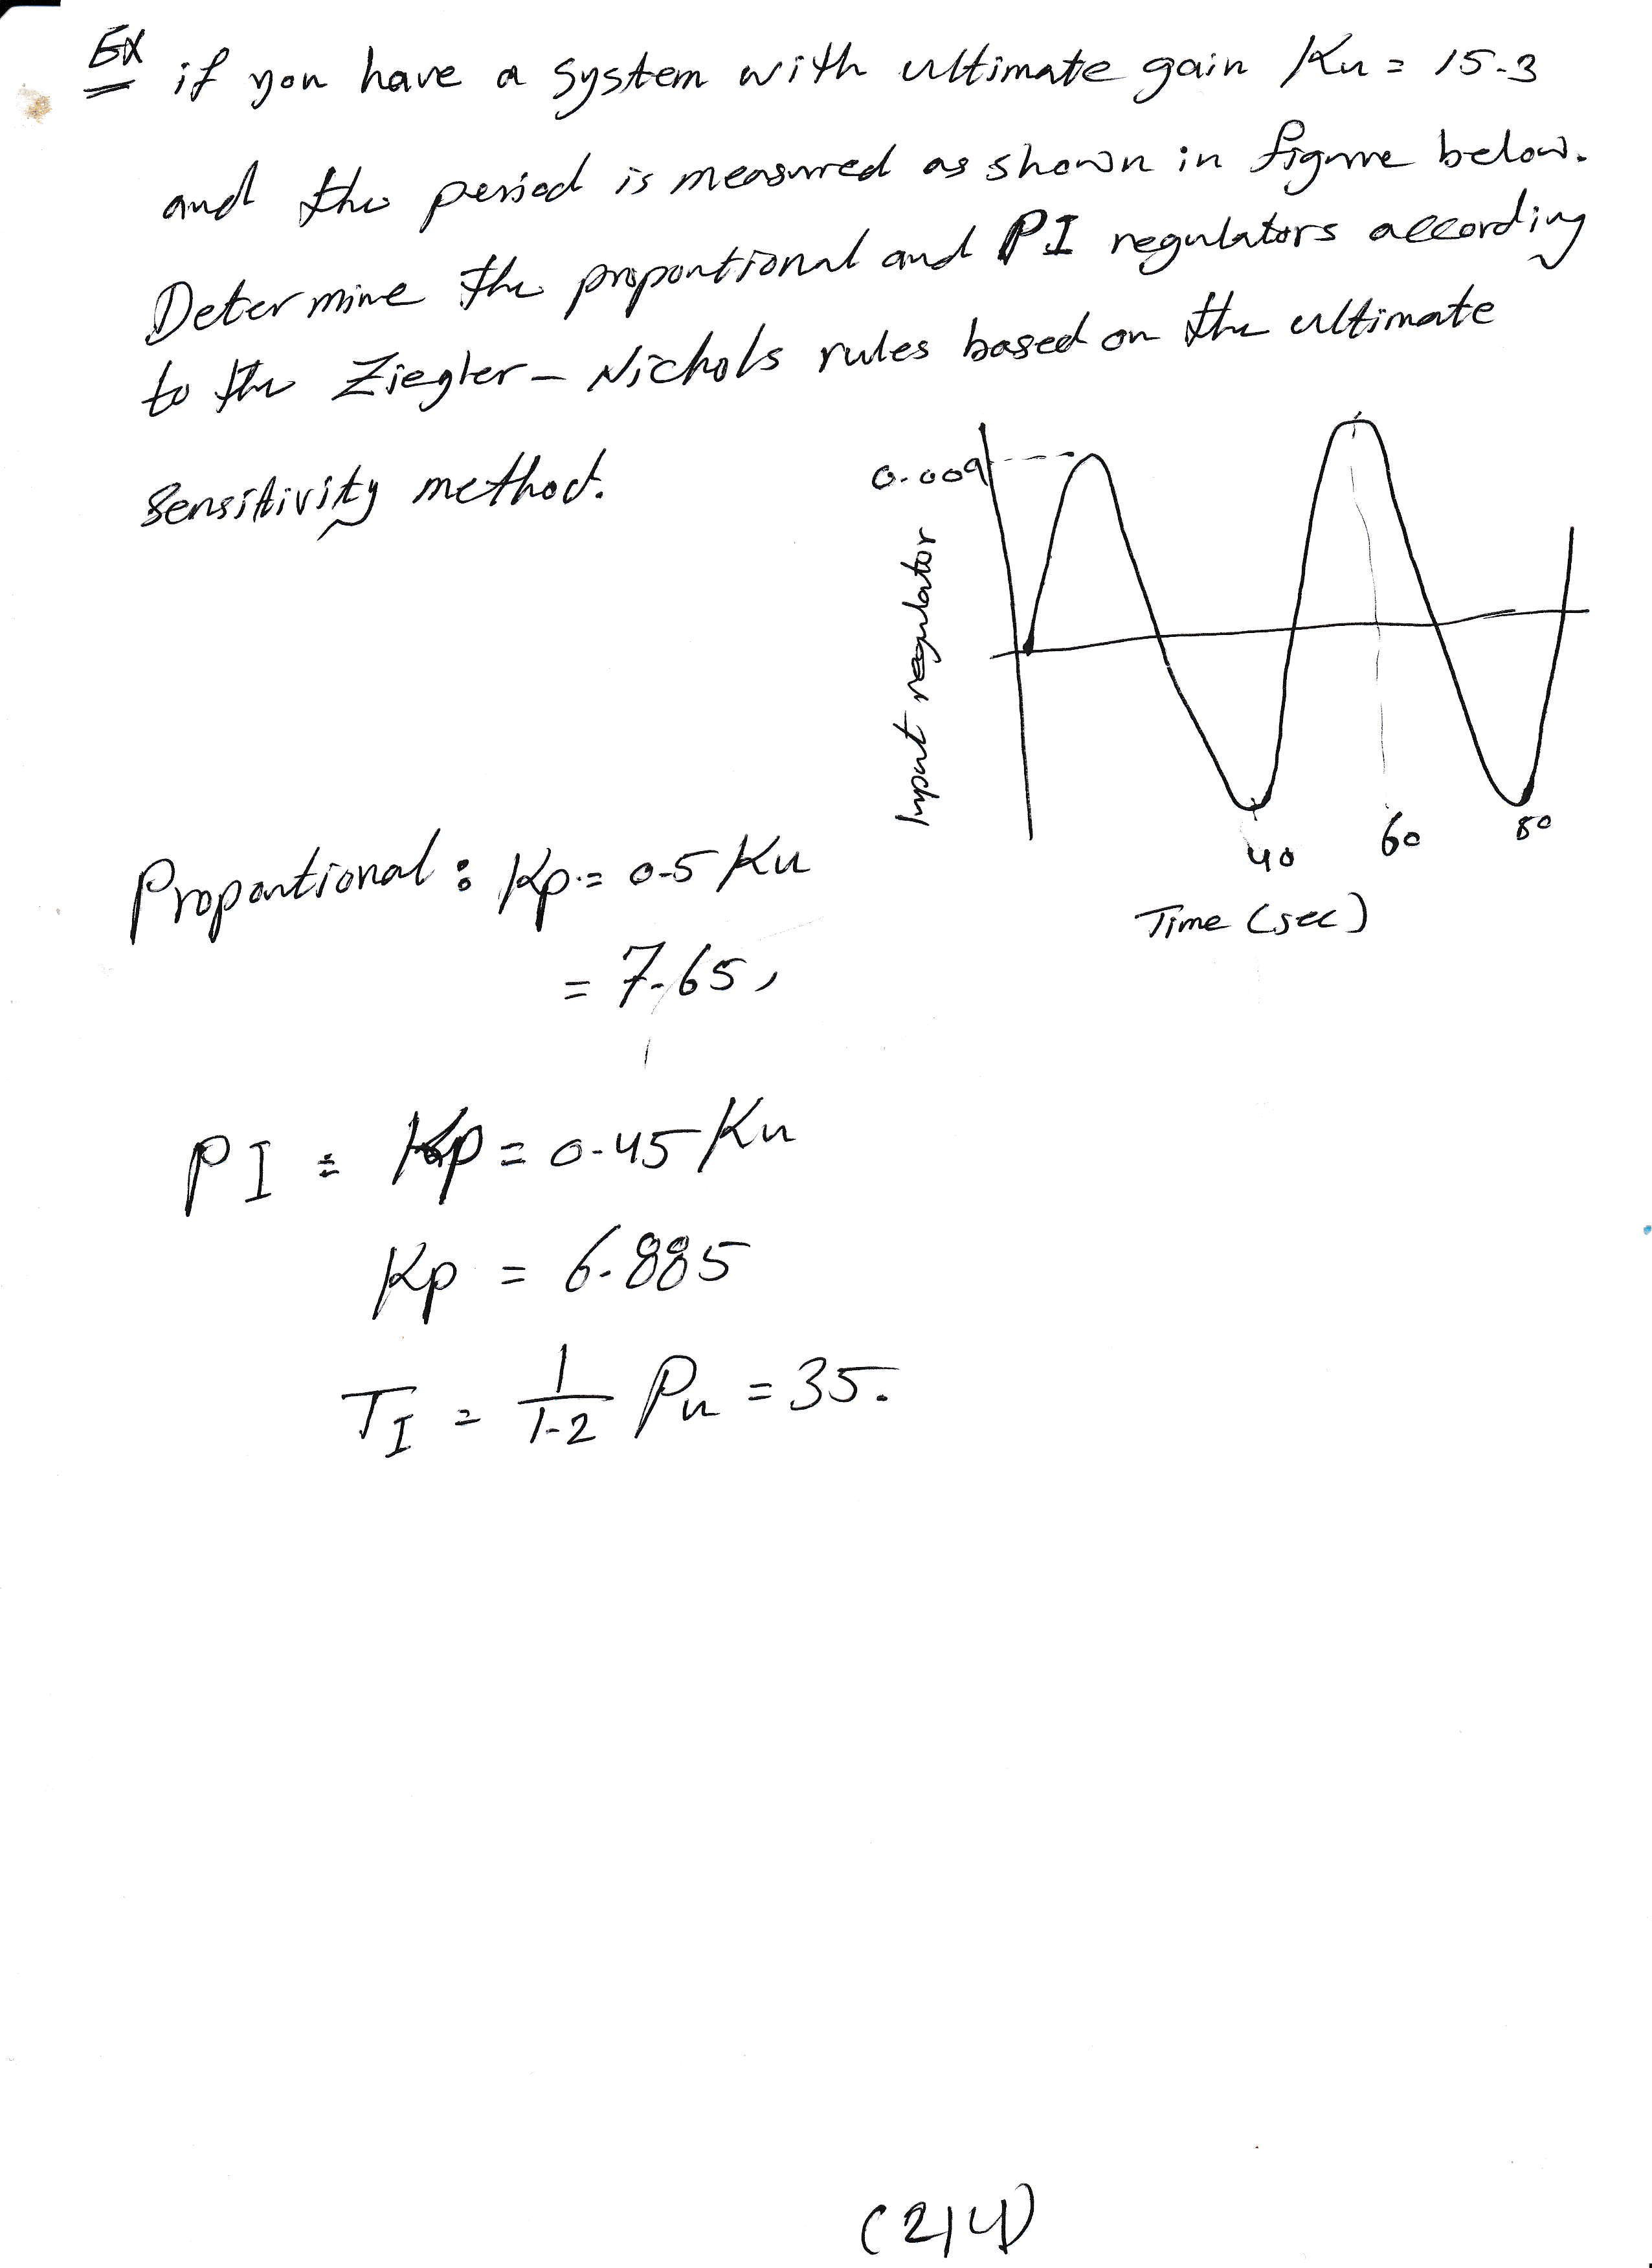 Ex if you have a system with ultimate gain Ku = 15.3
and the period is measured as shown in figure below.
Determine the proportional and PI regulators according
to the Ziegler - Nichols rules based on the ultimate
sensitivity method.
0.009
Input regulator
40 60 80
Time (sec)
Proportional : Kp = 0.5 Ku
= 7.65,
PI : Kp = 0.45 Ku
Kp = 6.885
TI = 1/1.2 Pu = 35.
(214)